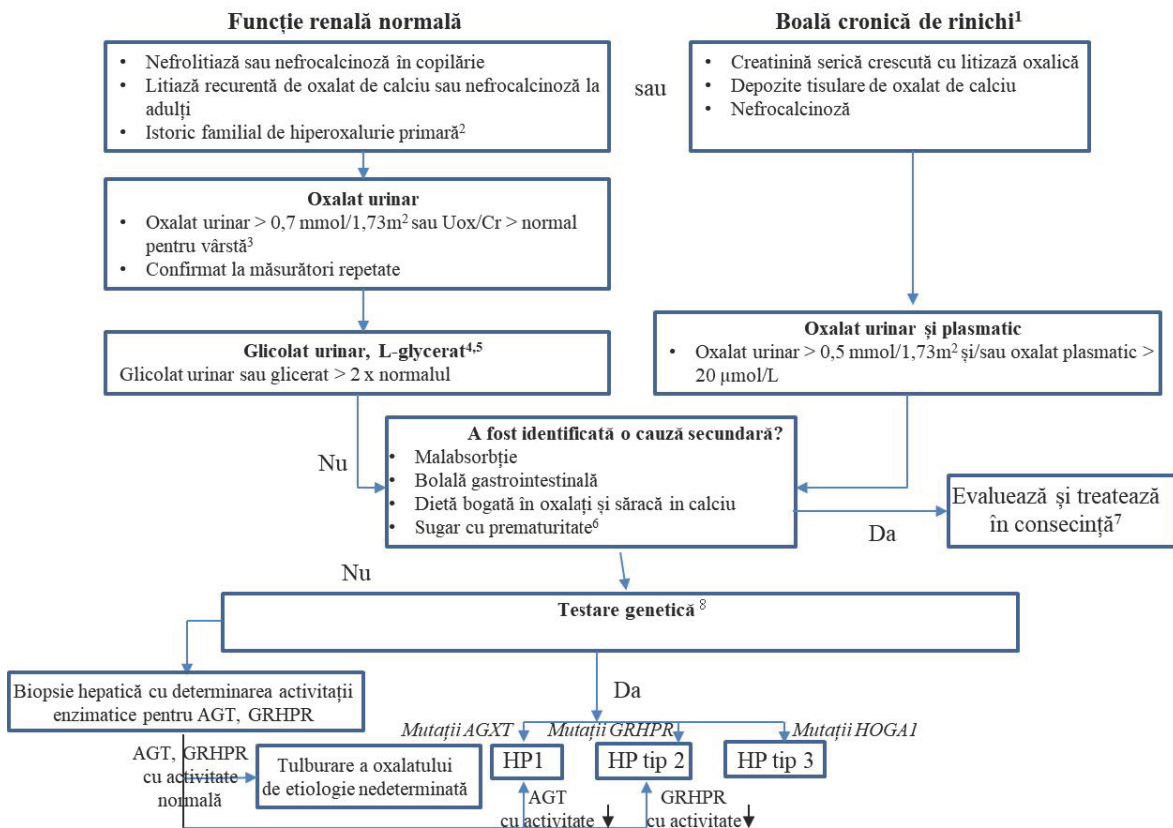 Funcție renală normală
• Nefrolitiază sau nefrocalcinoză în copilărie
• Litiază recurentă de oxalat de calciu sau nefrocalcinoză la
adulți
• Istoric familial de hiperoxalurie primară²
sau
Boală cronică de rinichi¹
• Creatinină serică crescută cu litizază oxalică
• Depozite tisulare de oxalat de calciu
• Nefrocalcinoză
Oxalat urinar
• Oxalat urinar > 0,7 mmol/1,73m² sau Uox/Cr > normal
pentru vârstă³
• Confirmat la măsurători repetate
Glicolat urinar, L-glycerat⁴,⁵
Glicolat urinar sau glicerat > 2 x normalul
Oxalat urinar și plasmatic
• Oxalat urinar > 0,5 mmol/1,73m² și/sau oxalat plasmatic >
20 µmol/L
Nu
A fost identificată o cauză secundară?
• Malabsorbție
• Bolală gastrointestinală
• Dietă bogată în oxalați și săracă in calciu
• Sugar cu prematuritate⁶
Da
Evaluează și tratează
în consecință⁷
Nu
Testare genetică ⁸
Biopsie hepatică cu determinarea activitații
enzimatice pentru AGT, GRHPR
Da
Mutații AGXT
Mutații GRHPR
Mutații HOGA1
AGT, GRHPR
cu activitate
normală
Tulburare a oxalatului
de etiologie nedeterminată
HP1
HP tip 2
HP tip 3
AGT
cu activitate
GRHPR
cu activitate